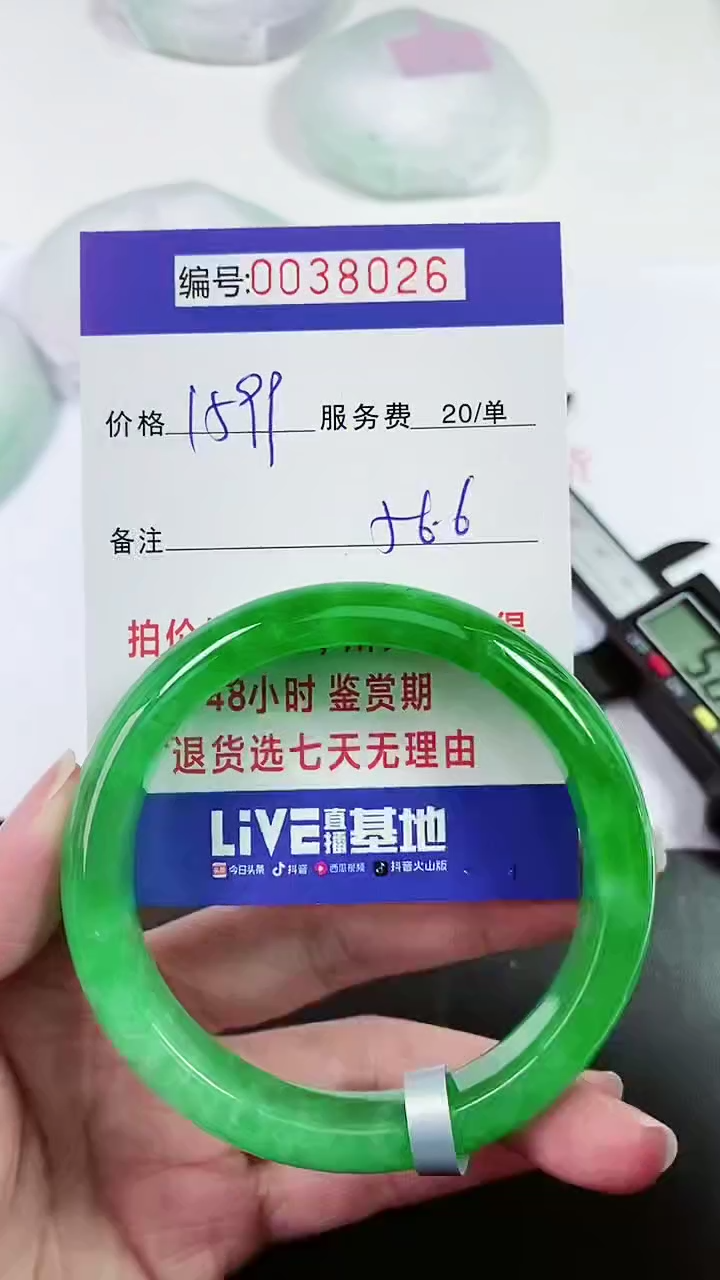 编号:0038026
价格 1599 服务费 20/单
备注 56.6
拍价
48小时 鉴赏期
退货选七天无理由
LiVE直播基地
今日头条 抖音 西瓜视频 抖音火山版